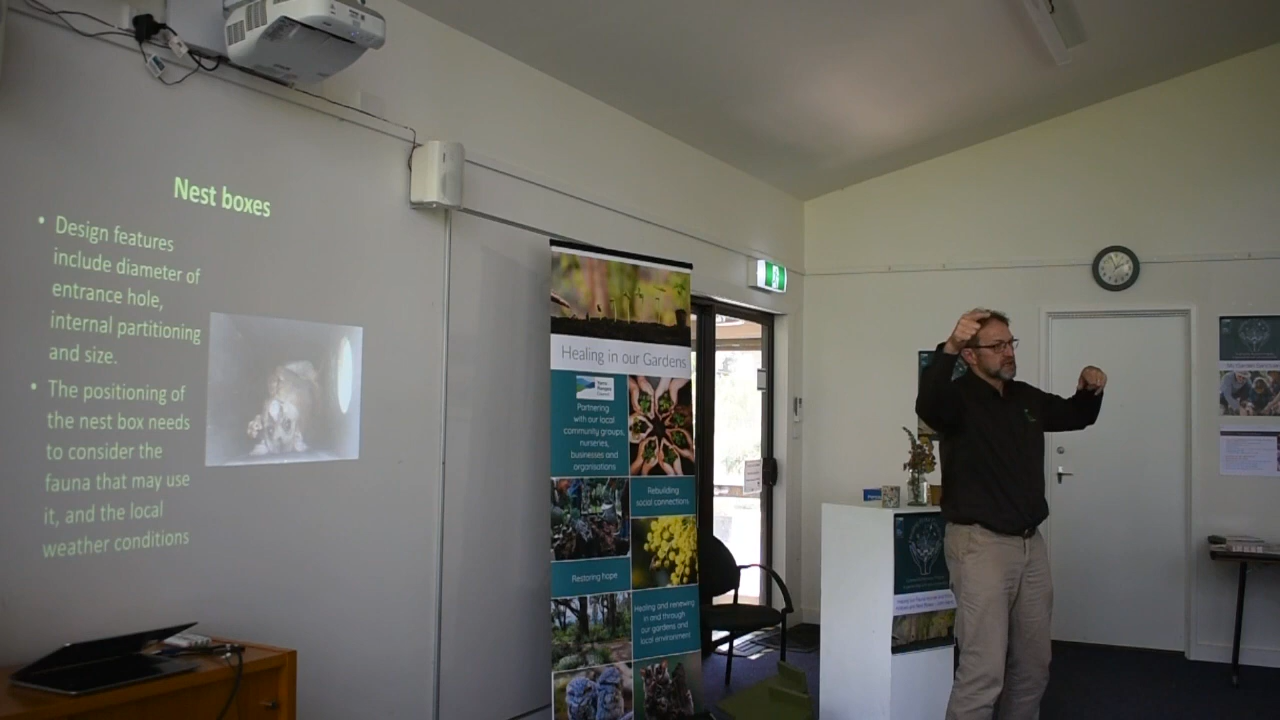 Nest boxes
• Design features
include diameter of
entrance hole,
internal partitioning
and size.
• The positioning of
the nest box needs
to consider the
fauna that may use
it, and the local
weather conditions
Healing in our Gardens
Partnering
with our local
community groups,
nurseries,
businesses and
organisations
Rebuilding
social connections
Restoring hope
Healing and renewing
in and through
our gardens and
local environment